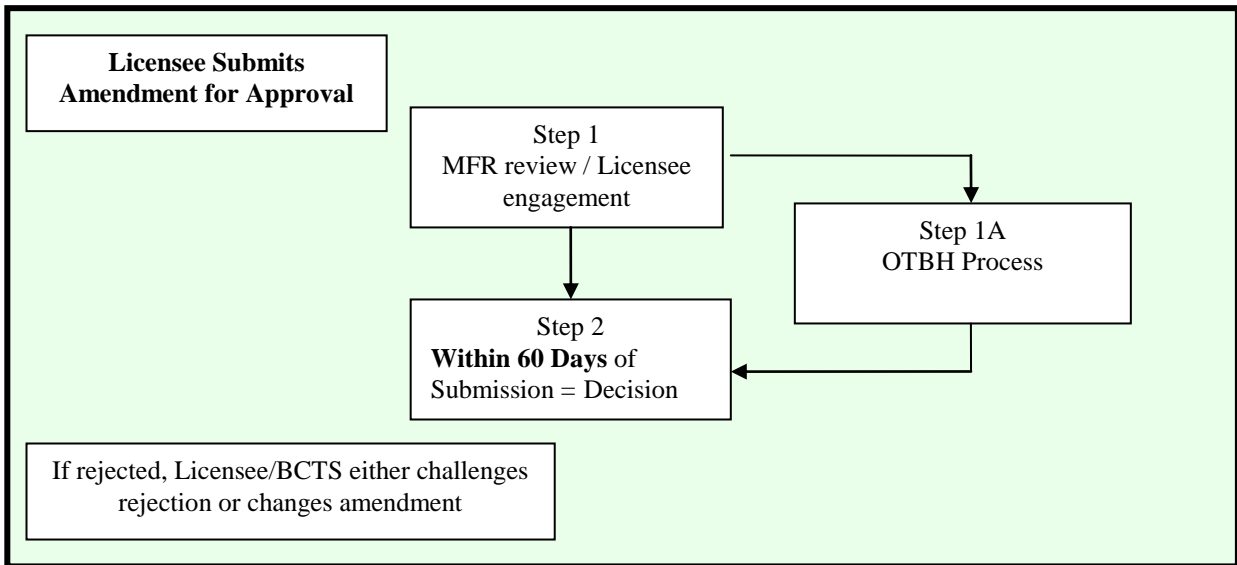 Licensee Submits
Amendment for Approval
Step 1
MFR review / Licensee
engagement
Step 1A
OTBH Process
Step 2
Within 60 Days of
Submission = Decision
If rejected, Licensee/BCTS either challenges
rejection or changes amendment